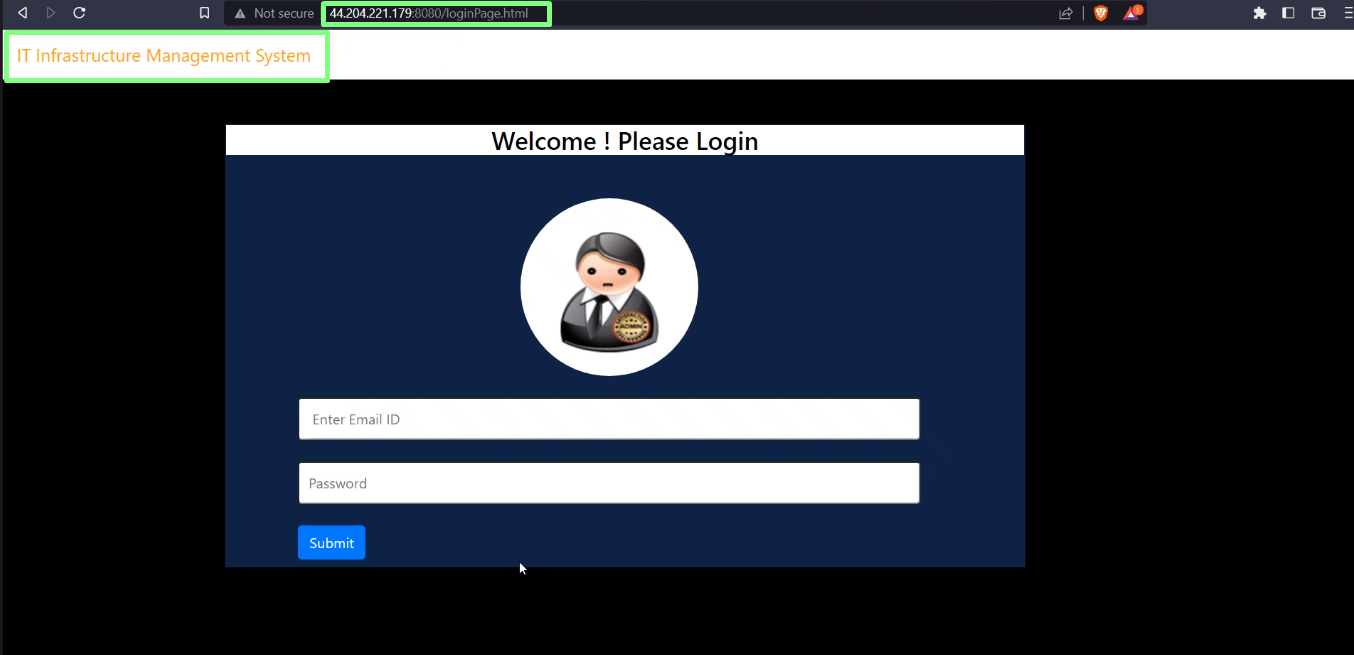 Not secure 44.204.221.179:8080/loginPage.html
5
IT Infrastructure Management System
Welcome ! Please Login
ADMIN
Enter Email ID
Password
Submit